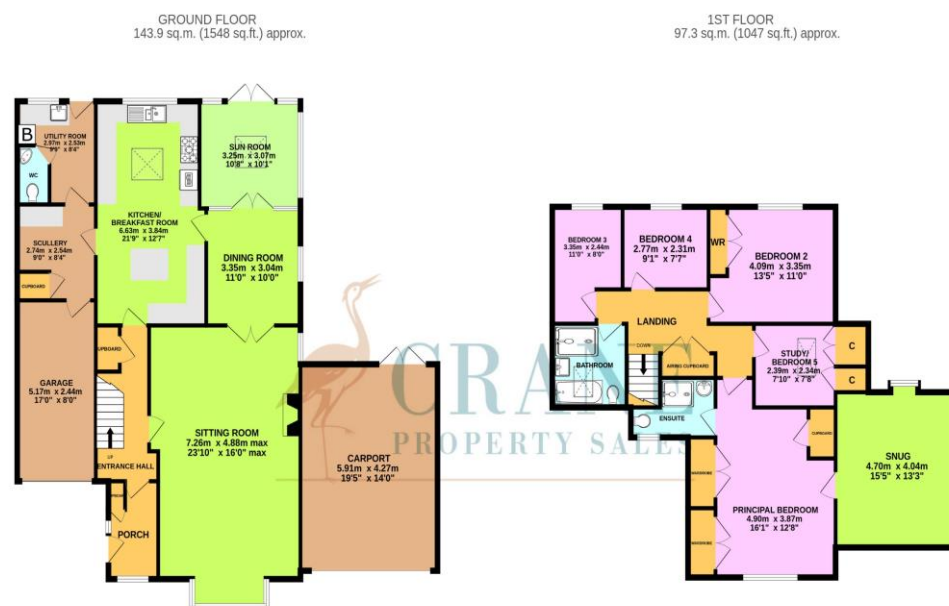 GROUND FLOOR
143.9 sq.m. (1548 sq.ft.) approx.
B
UTILITY ROOM
2.97m x 2.53m
9'9" x 8'4"
WC
SCULLERY
2.74m x 2.54m
9'0" x 8'4"
CUPBOARD
GARAGE
5.17m x 2.44m
17'0" x 8'0"
KITCHEN/
BREAKFAST ROOM
6.63m x 3.84m
21'9" x 12'7"
SUN ROOM
3.25m x 3.07m
10'8" x 10'1"
DINING ROOM
3.35m x 3.04m
11'0" x 10'0"
UPBOARD
UP
ENTRANCE HALL
PORCH
SITTING ROOM
7.26m x 4.88m max
23'10" x 16'0" max
CARPORT
5.91m x 4.27m
19'5" x 14'0"
CRANE
PROPERTY SALES
1ST FLOOR
97.3 sq.m. (1047 sq.ft.) approx.
BEDROOM 3
3.35m x 2.44m
11'0" x 8'0"
BEDROOM 4
2.77m x 2.31m
9'1" x 7'7"
WR
BEDROOM 2
4.09m x 3.35m
13'5" x 11'0"
LANDING
DOWN
BATHROOM
AIRING CUPBOARD
STUDY/
BEDROOM 5
2.39m x 2.34m
7'10" x 7'8"
C
C
ENSUITE
CUPBOARD
WARDROBE
WARDROBE
PRINCIPAL BEDROOM
4.90m x 3.87m
16'1" x 12'8"
SNUG
4.70m x 4.04m
15'5" x 13'3"